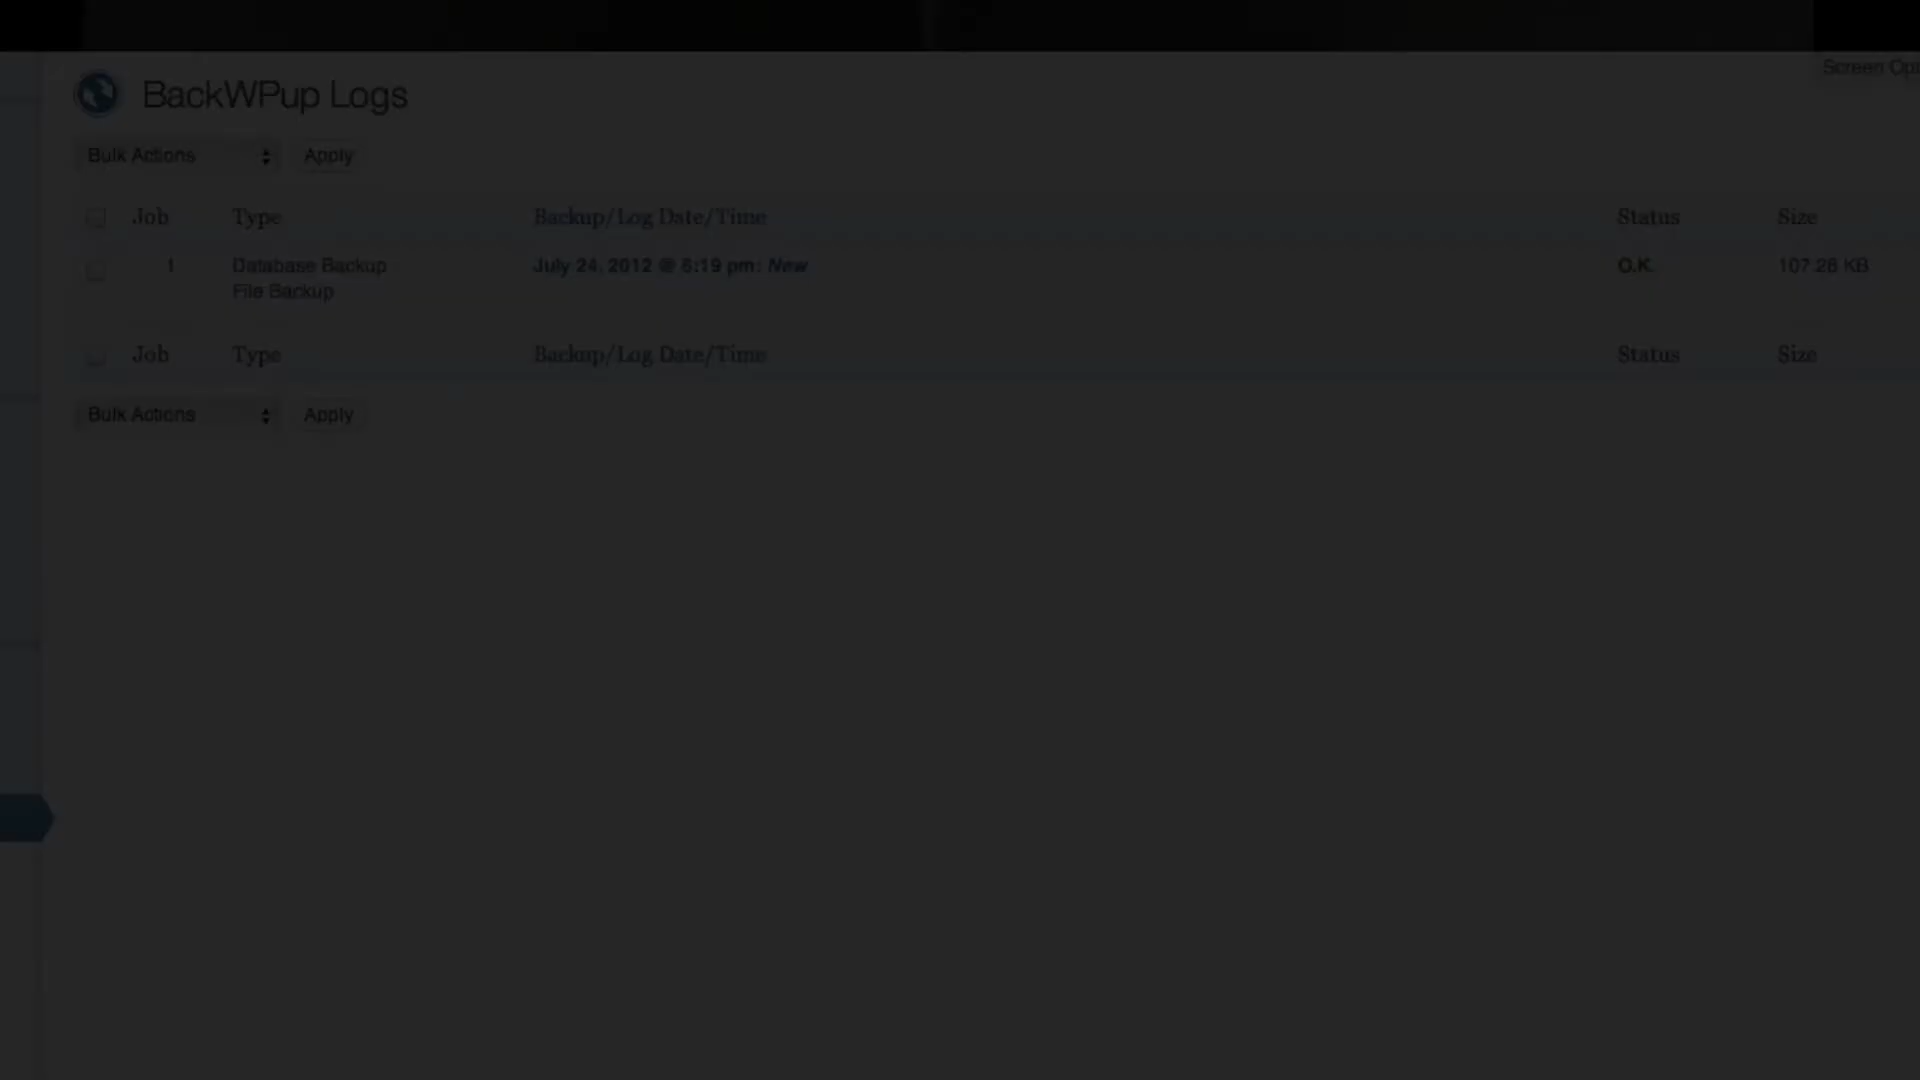 Screen Op
BackWPup Logs
Bulk Actions Apply
Job Type Backup/Log Date/Time Status Size
1 Database Backup July 24, 2012 @ 8:19 pm: New O.K. 107.28 KB
File Backup
Job Type Backup/Log Date/Time Status Size
Bulk Actions Apply